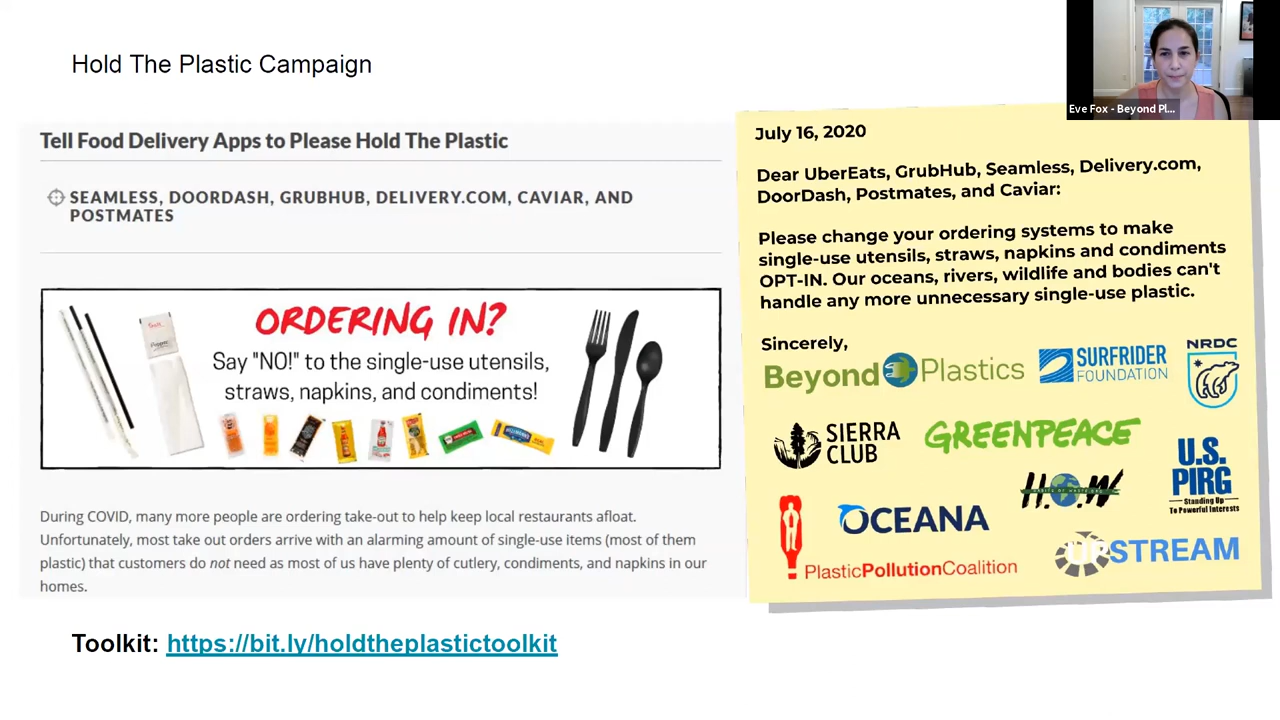 Hold The Plastic Campaign
Tell Food Delivery Apps to Please Hold The Plastic
SEAMLESS, DOORDASH, GRUBHUB, DELIVERY.COM, CAVIAR, AND
POSTMATES
ORDERING IN?
Say "NO!" to the single-use utensils,
straws, napkins, and condiments!
During COVID, many more people are ordering take-out to help keep local restaurants afloat.
Unfortunately, most take out orders arrive with an alarming amount of single-use items (most of them
plastic) that customers do not need as most of us have plenty of cutlery, condiments, and napkins in our
homes.
Toolkit: https://bit.ly/holdtheplastictoolkit
Eve Fox - Beyond Pl...
July 16, 2020
Dear UberEats, GrubHub, Seamless, Delivery.com,
DoorDash, Postmates, and Caviar:
Please change your ordering systems to make
single-use utensils, straws, napkins and condiments
OPT-IN. Our oceans, rivers, wildlife and bodies can't
handle any more unnecessary single-use plastic.
Sincerely,
Beyond Plastics
SURFRIDER
FOUNDATION
NRDC
SIERRA
CLUB
GREENPEACE
H.O.W
U.S.
PIRG
Standing Up
To Powerful Interests
OCEANA
PlasticPollutionCoalition
UPSTREAM